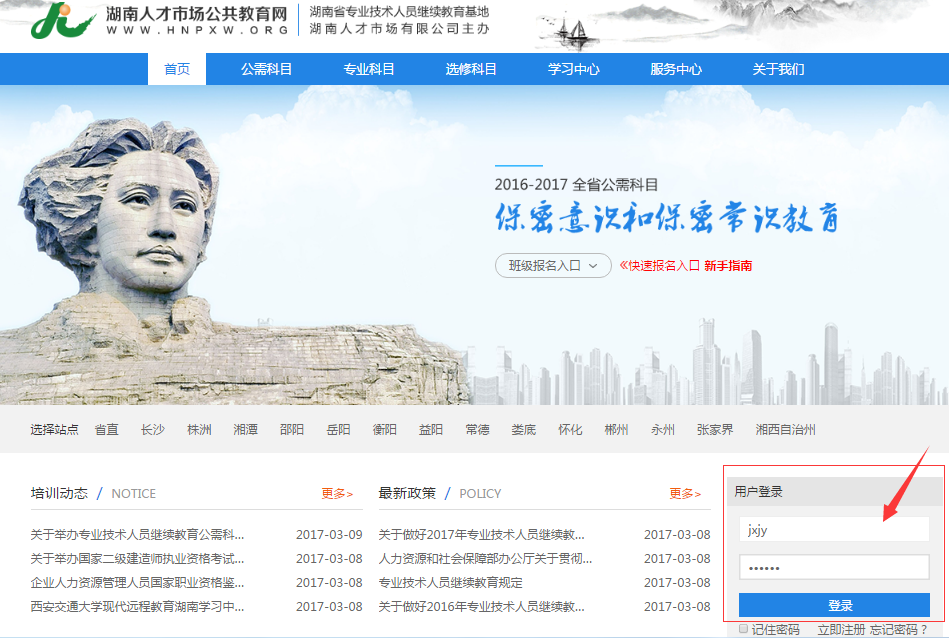 湖南人才市场公共教育网
WWW.HNPXW.ORG
湖南省专业技术人员继续教育基地
湖南人才市场有限公司主办
首页 公需科目 专业科目 选修科目 学习中心 服务中心 关于我们
2016-2017 全省公需科目
保密意识和保密常识教育
班级报名入口 《快速报名入口 新手指南
选择站点 省直 长沙 株洲 湘潭 邵阳 岳阳 衡阳 益阳 常德 娄底 怀化 郴州 永州 张家界 湘西自治州
培训动态 / NOTICE 更多>
关于举办专业技术人员继续教育公需科... 2017-03-09
关于举办国家二级建造师执业资格考试... 2017-03-08
企业人力资源管理人员国家职业资格鉴... 2017-03-08
西安交通大学现代远程教育湖南学习中... 2017-03-08
最新政策 / POLICY 更多>
关于做好2017年专业技术人员继续教... 2017-03-08
人力资源和社会保障部办公厅关于贯彻... 2017-03-08
专业技术人员继续教育规定 2017-03-08
关于做好2016年专业技术人员继续教... 2017-03-08
用户登录
jxjy
••••••
登录
记住密码 立即注册 忘记密码？